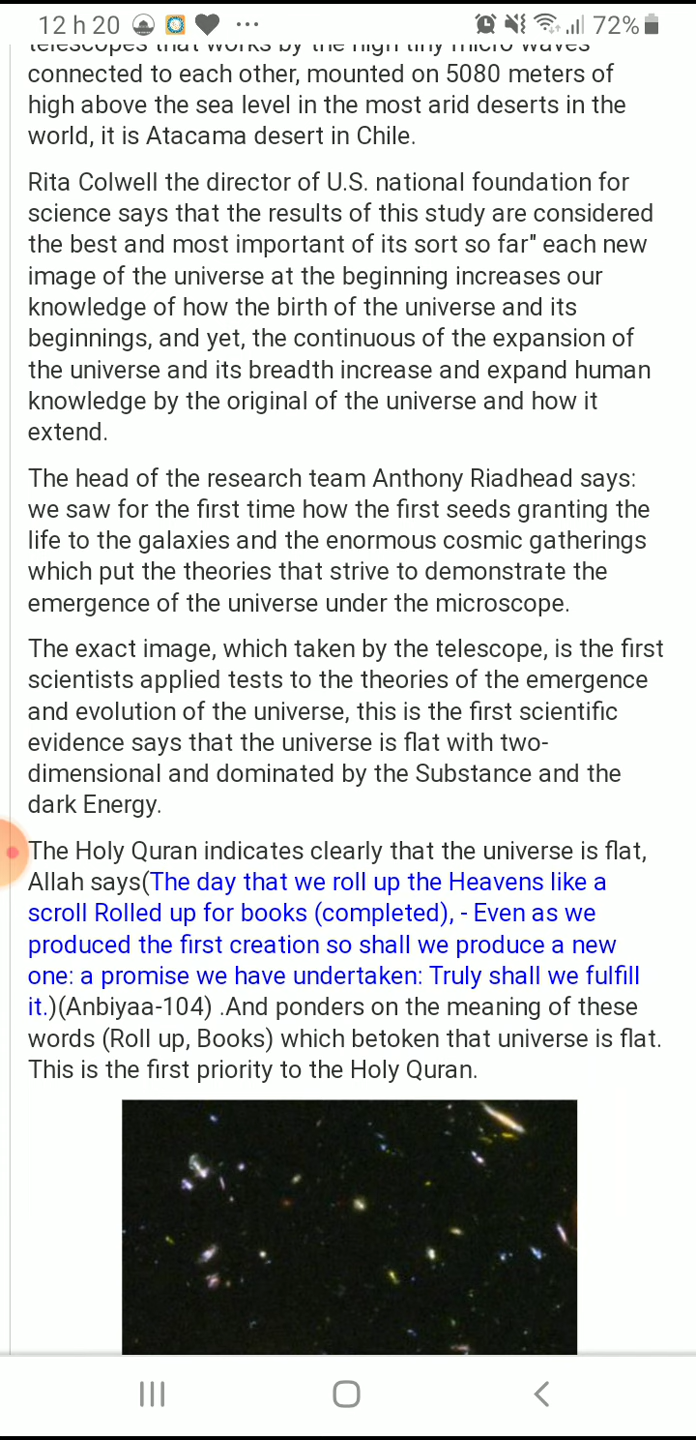 12 h 20 72%
telescopes that works by the high tiny micro waves
connected to each other, mounted on 5080 meters of
high above the sea level in the most arid deserts in the
world, it is Atacama desert in Chile.
Rita Colwell the director of U.S. national foundation for
science says that the results of this study are considered
the best and most important of its sort so far" each new
image of the universe at the beginning increases our
knowledge of how the birth of the universe and its
beginnings, and yet, the continuous of the expansion of
the universe and its breadth increase and expand human
knowledge by the original of the universe and how it
extend.
The head of the research team Anthony Riadhead says:
we saw for the first time how the first seeds granting the
life to the galaxies and the enormous cosmic gatherings
which put the theories that strive to demonstrate the
emergence of the universe under the microscope.
The exact image, which taken by the telescope, is the first
scientists applied tests to the theories of the emergence
and evolution of the universe, this is the first scientific
evidence says that the universe is flat with two-
dimensional and dominated by the Substance and the
dark Energy.
The Holy Quran indicates clearly that the universe is flat,
Allah says(The day that we roll up the Heavens like a
scroll Rolled up for books (completed), - Even as we
produced the first creation so shall we produce a new
one: a promise we have undertaken: Truly shall we fulfill
it.)(Anbiyaa-104) .And ponders on the meaning of these
words (Roll up, Books) which betoken that universe is flat.
This is the first priority to the Holy Quran.